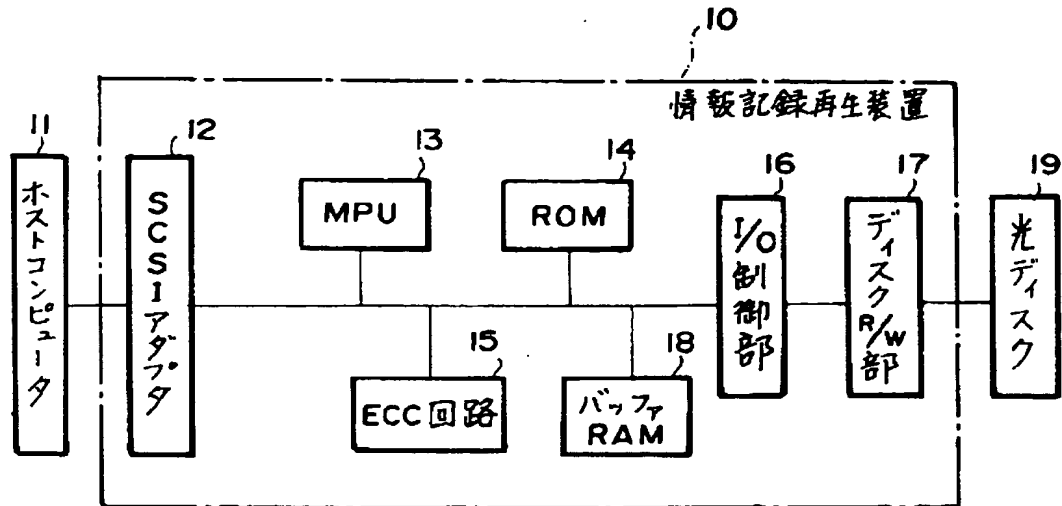 10
情報記録再生装置
11
ホストコンピュータ
12
SCSIアダプタ
13
MPU
14
ROM
15
ECC回路
18
バッファ
RAM
16
I/O制御部
17
ディスクR/W部
19
光ディスク